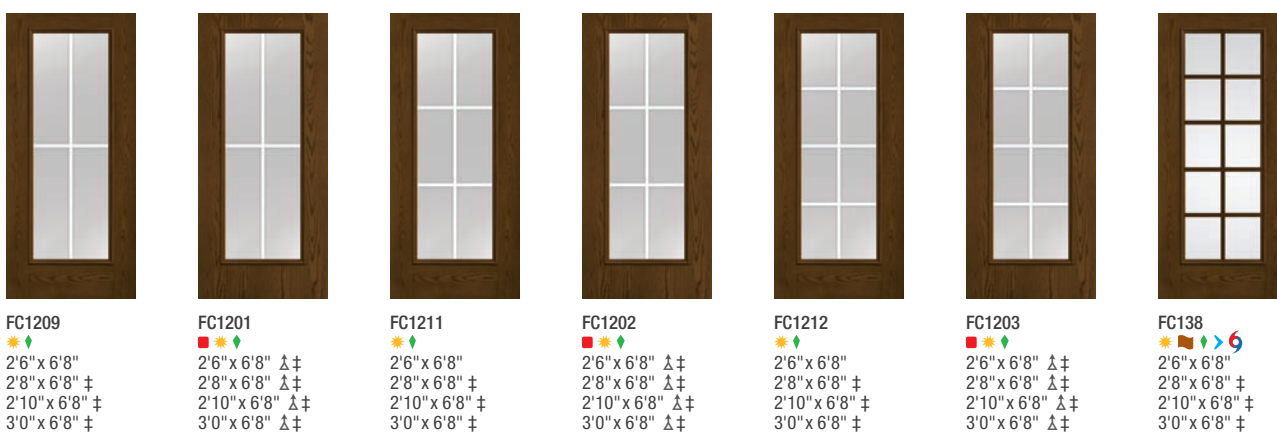 FC1209
2'6" x 6'8"
2'8" x 6'8" ‡
2'10" x 6'8" ‡
3'0" x 6'8" ‡
FC1201
2'6" x 6'8" ⍋‡
2'8" x 6'8" ⍋‡
2'10" x 6'8" ⍋‡
3'0" x 6'8" ⍋‡
FC1211
2'6" x 6'8"
2'8" x 6'8" ‡
2'10" x 6'8" ‡
3'0" x 6'8" ‡
FC1202
2'6" x 6'8" ⍋‡
2'8" x 6'8" ⍋‡
2'10" x 6'8" ⍋‡
3'0" x 6'8" ⍋‡
FC1212
2'6" x 6'8"
2'8" x 6'8" ‡
2'10" x 6'8" ‡
3'0" x 6'8" ‡
FC1203
2'6" x 6'8" ⍋‡
2'8" x 6'8" ⍋‡
2'10" x 6'8" ⍋‡
3'0" x 6'8" ⍋‡
FC138
2'6" x 6'8"
2'8" x 6'8" ‡
2'10" x 6'8" ‡
3'0" x 6'8" ‡